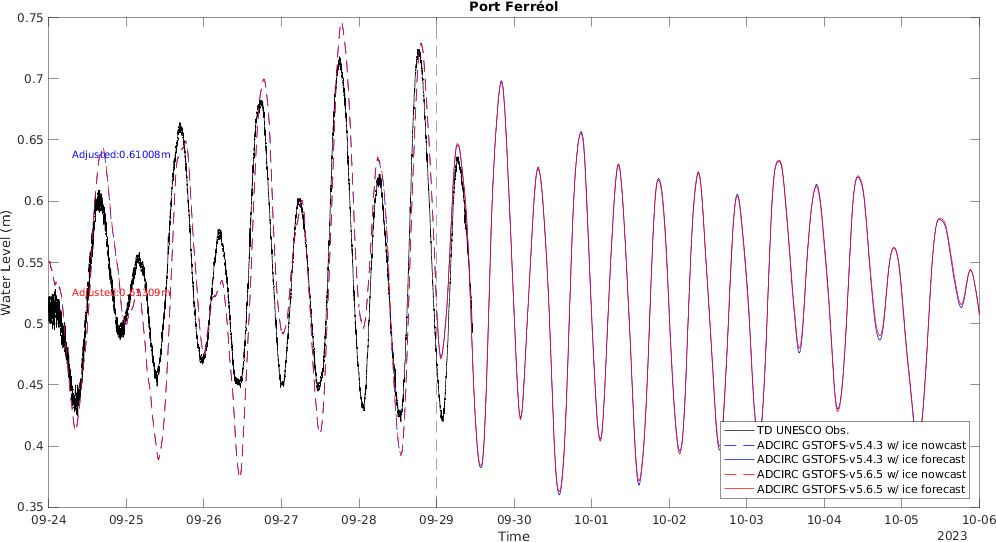 Port Ferréol
0.75
0.7
0.65
0.6
0.55
0.5
0.45
0.4
0.35
Water Level (m)
Adjusted:0.61008m
TD UNESCO Obs.
ADCIRC GSTOFS-v5.4.3 w/ ice nowcast
ADCIRC GSTOFS-v5.4.3 w/ ice forecast
ADCIRC GSTOFS-v5.6.5 w/ ice nowcast
ADCIRC GSTOFS-v5.6.5 w/ ice forecast
09-24 09-25 09-26 09-27 09-28 09-29 09-30 10-01 10-02 10-03 10-04 10-05 10-06
Time
2023